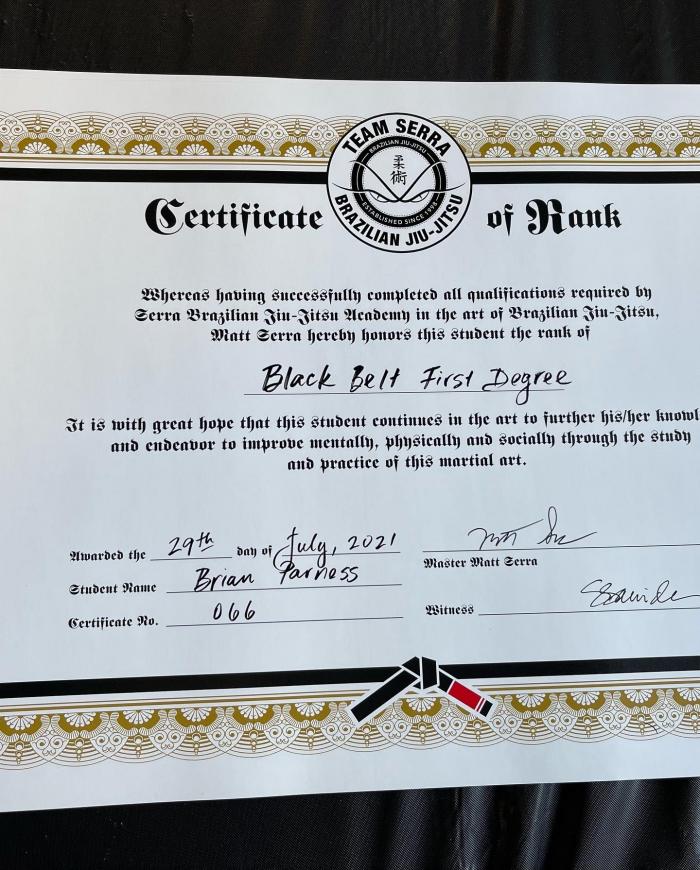 TEAM SERRA
BRAZILIAN JIU-JITSU
柔術
ESTABLISHED SINCE 1998
BRAZILIAN JIU-JITSU
Certificate of Rank
Whereas having successfully completed all qualifications required by
Serra Brazilian Jiu-Jitsu Academy in the art of Brazilian Jiu-Jitsu,
Matt Serra hereby honors this student the rank of
Black Belt First Degree
It is with great hope that this student continues in the art to further his/her knowl
and endeavor to improve mentally, physically and socially through the study
and practice of this martial art.
Awarded the 29th day of July, 2021
Master Matt Serra
Student Name Brian Parness
Certificate No. 066
Witness